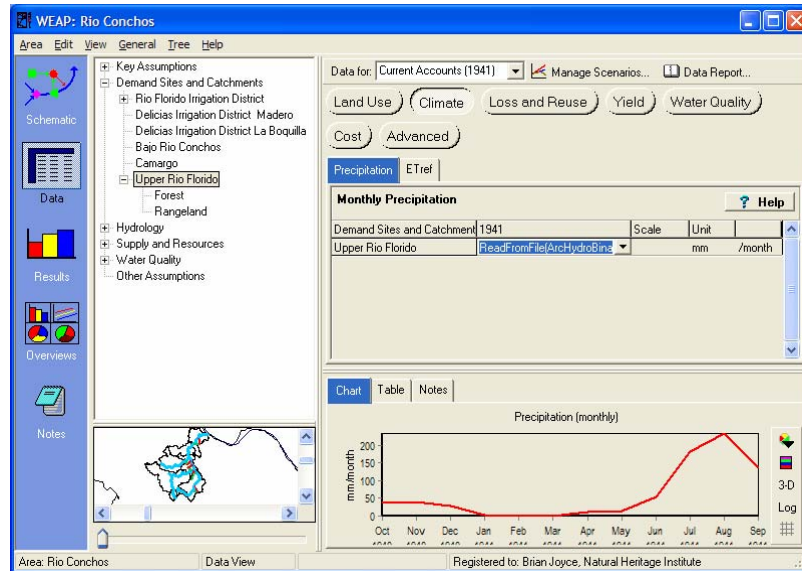 WEAP: Rio Conchos
Area Edit View General Tree Help
Schematic
Data
Results
Overviews
Notes
Key Assumptions
Demand Sites and Catchments
Rio Florido Irrigation District
Delicias Irrigation District Madero
Delicias Irrigation District La Boquilla
Bajo Rio Conchos
Camargo
Upper Rio Florido
Forest
Rangeland
Hydrology
Supply and Resources
Water Quality
Other Assumptions
Data for: Current Accounts (1941) Manage Scenarios... Data Report...
Land Use Climate Loss and Reuse Yield Water Quality
Cost Advanced
Precipitation ETref
Monthly Precipitation ? Help
Demand Sites and Catchment 1941 Scale Unit
Upper Rio Florido ReadFromFile(ArcHydroBina mm /month
Chart Table Notes
Precipitation (monthly)
mm/month
200
150
100
50
0
Oct Nov Dec Jan Feb Mar Apr May Jun Jul Aug Sep
3-D
Log
Area: Rio Conchos Data View Registered to: Brian Joyce, Natural Heritage Institute